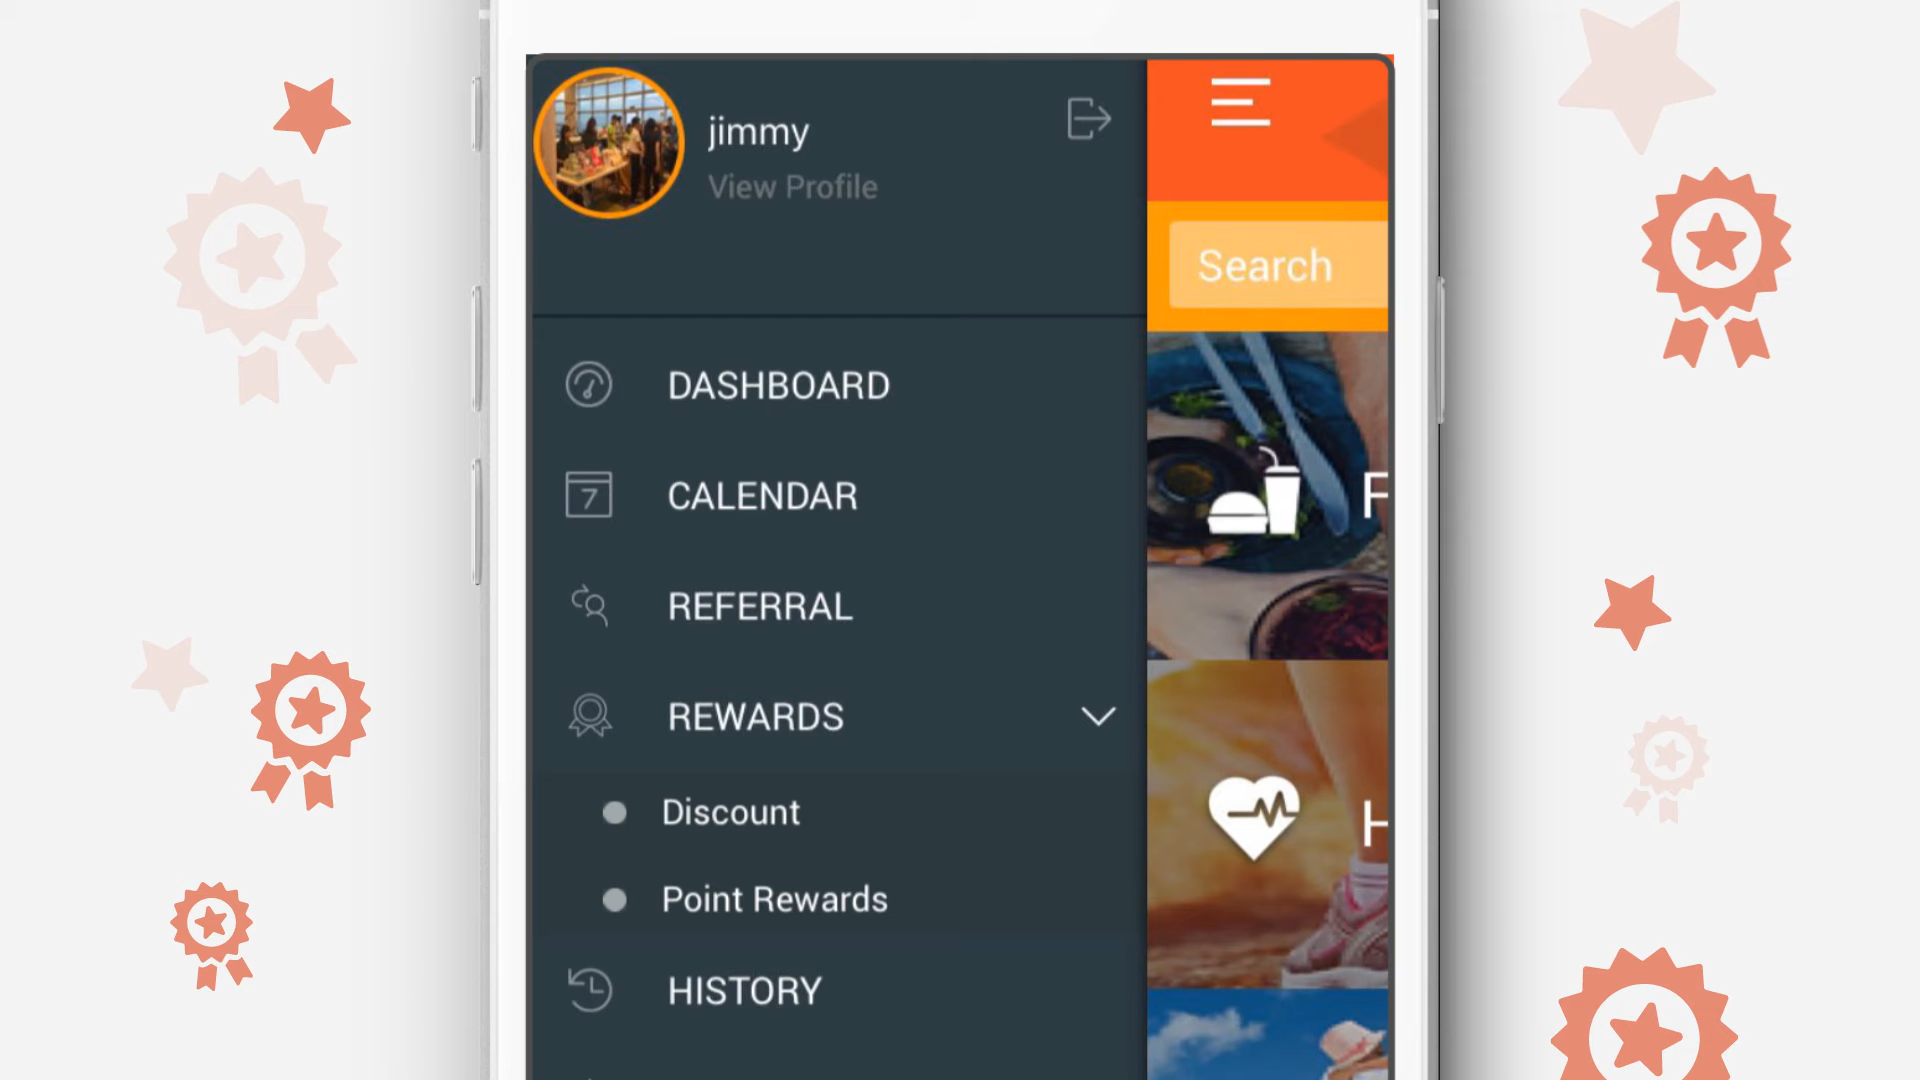 jimmy
View Profile
Search
DASHBOARD
7
CALENDAR
REFERRAL
REWARDS
Discount
Point Rewards
HISTORY